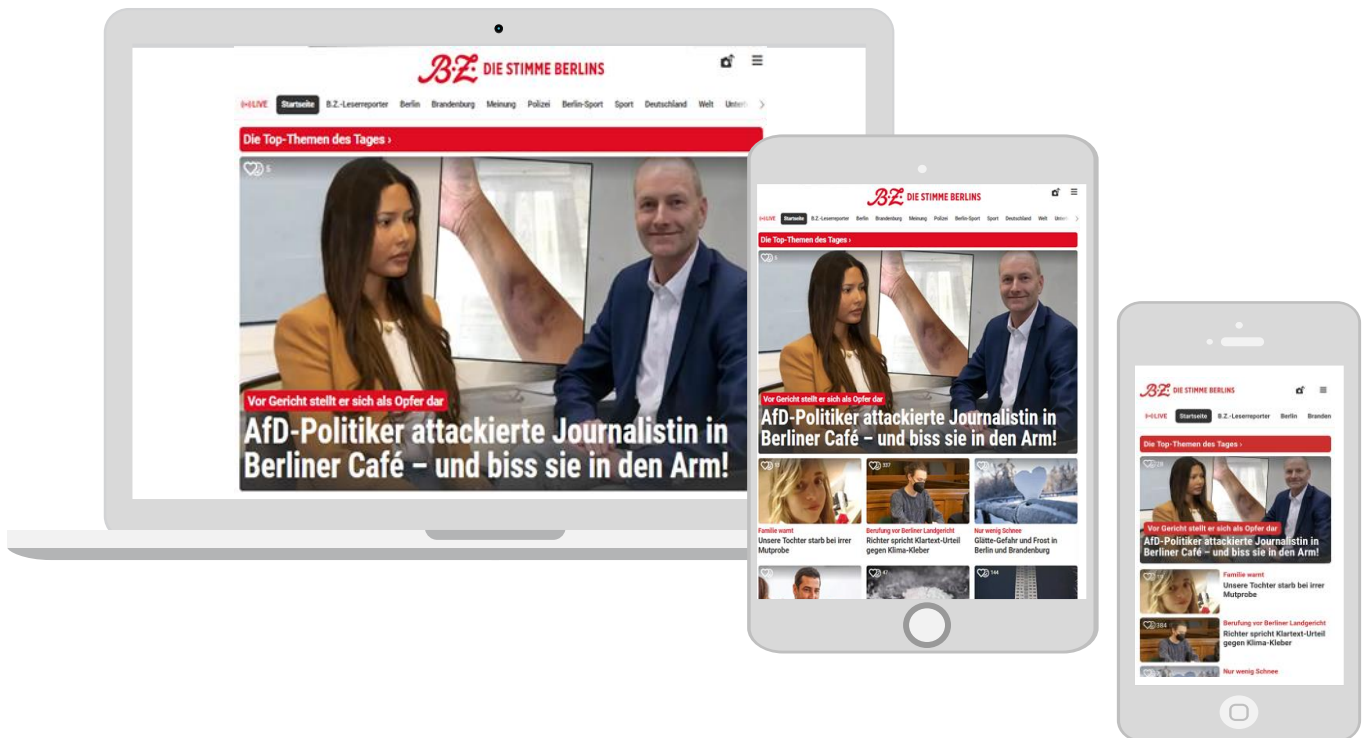 B.Z. DIE STIMME BERLINS
LIVE Startseite B.Z.-Leserreporter Berlin Brandenburg Meinung Polizei Berlin-Sport Sport Deutschland Welt
Die Top-Themen des Tages ›
5
Vor Gericht stellt er sich als Opfer dar
AfD-Politiker attackierte Journalistin in
Berliner Café – und biss sie in den Arm!
B.Z. DIE STIMME BERLINS
LIVE Startseite B.Z.-Leserreporter Berlin Brandenburg Meinung Polizei Berlin-Sport Sport Deutschland Welt
Die Top-Themen des Tages ›
5
Vor Gericht stellt er sich als Opfer dar
AfD-Politiker attackierte Journalistin in
Berliner Café – und biss sie in den Arm!
337
Familie warnt
Unsere Tochter starb bei irrer
Mutprobe
Berufung vor Berliner Landgericht
Richter spricht Klartext-Urteil
gegen Klima-Kleber
Nur wenig Schnee
Glätte-Gefahr und Frost in
Berlin und Brandenburg
47
144
B.Z. DIE STIMME BERLINS
LIVE Startseite B.Z.-Leserreporter Berlin Branden
Die Top-Themen des Tages ›
Vor Gericht stellt er sich als Opfer dar
AfD-Politiker attackierte Journalistin in
Berliner Café – und biss sie in den Arm!
Familie warnt
Unsere Tochter starb bei irrer
Mutprobe
384
Berufung vor Berliner Landgericht
Richter spricht Klartext-Urteil
gegen Klima-Kleber
Nur wenig Schnee